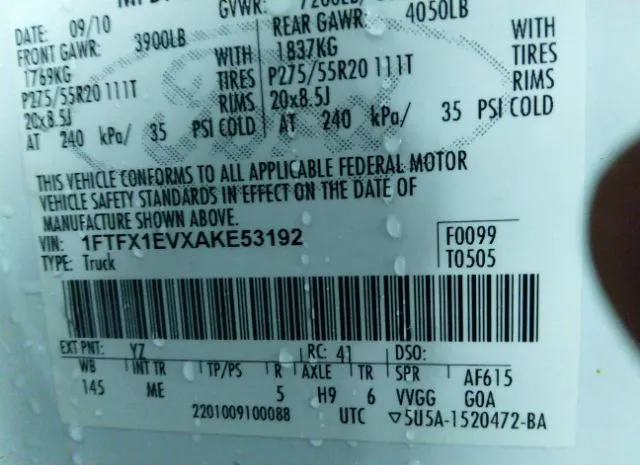 GVWR:
DATE: 09/10
FRONT GAWR: 3900LB
1769KG WITH
P275/55R20 111T TIRES
20x8.5J RIMS
AT 240 kPa/ 35 PSI COLD
REAR GAWR: 4050LB
1837KG WITH
P275/55R20 111T TIRES
20x8.5J RIMS
AT 240 kPa/ 35 PSI COLD
THIS VEHICLE CONFORMS TO ALL APPLICABLE FEDERAL MOTOR
VEHICLE SAFETY STANDARDS IN EFFECT ON THE DATE OF
MANUFACTURE SHOWN ABOVE.
VIN: 1FTFX1EVXAKE53192
TYPE: Truck
F0099
T0505
EXT PNT: YZ RC: 41 DSO:
WB INT TR TP/PS R AXLE TR SPR AF615
145 ME 5 H9 6 VVGG GOA
2201009100088 UTC ▽5U5A-1520472-BA